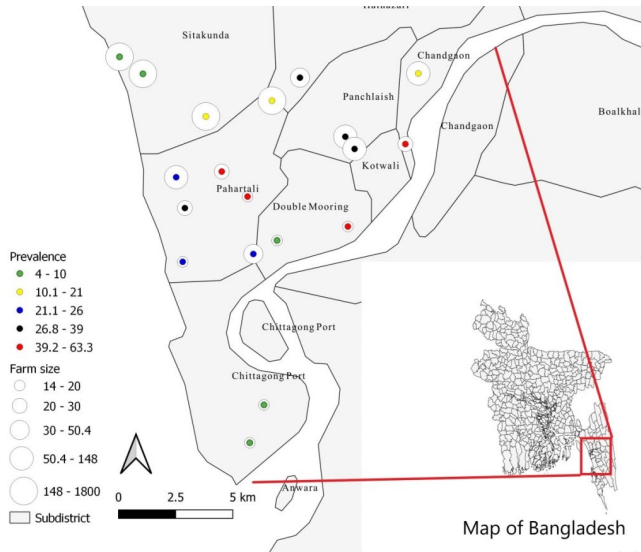 Hathazari
Sitakunda
Chandgaon
Panchlaish
Chandgaon
Boalkhal
Kotwali
Pahartali
Double Mooring
Prevalence
4 - 10
10.1 - 21
21.1 - 26
26.8 - 39
39.2 - 63.3
Farm size
14 - 20
20 - 30
30 - 50.4
50.4 - 148
148 - 1800
Subdistrict
Chittagong Port
Chittagong Port
Anwara
0 2.5 5 km
Map of Bangladesh